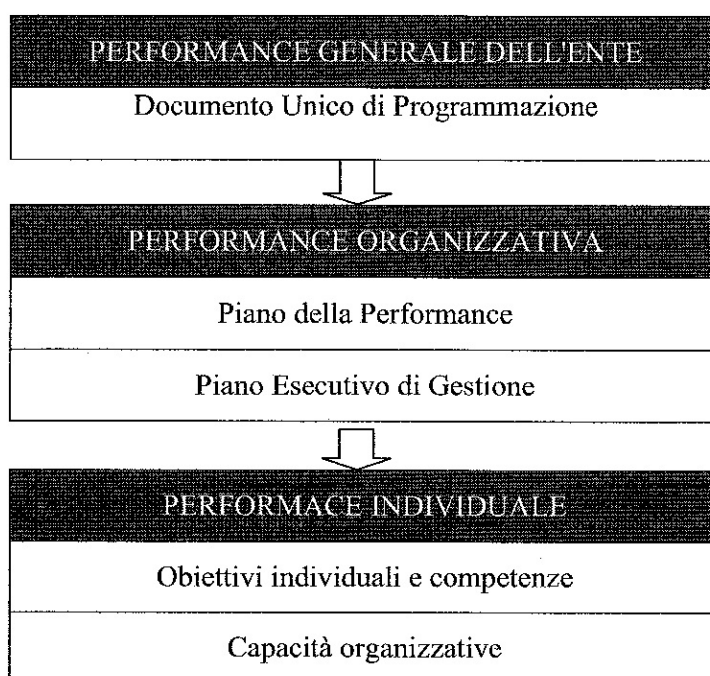 PERFORMANCE GENERALE DELL'ENTE
Documento Unico di Programmazione
PERFORMANCE ORGANIZZATIVA
Piano della Performance
Piano Esecutivo di Gestione
PERFORMACE INDIVIDUALE
Obiettivi individuali e competenze
Capacità organizzative